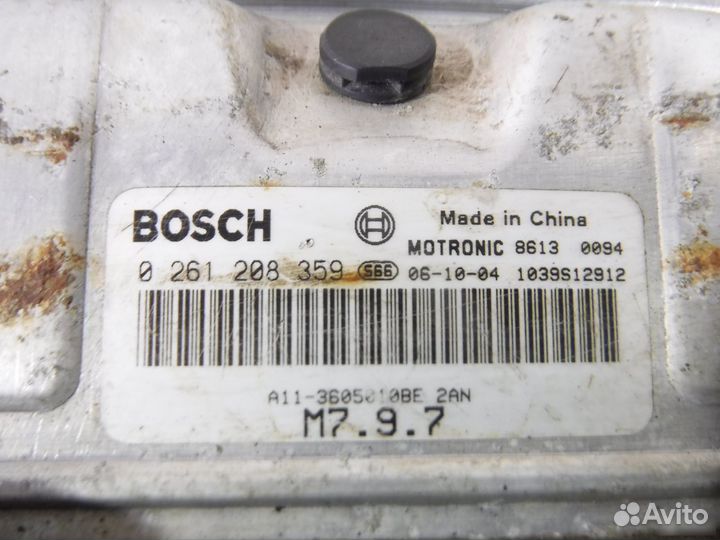 BOSCH
Made in China
MOTRONIC 8613 0094
0 261 208 359 S66 06-10-04 1039S12912
A11-3605010BE 2AN
M7.9.7
Avito